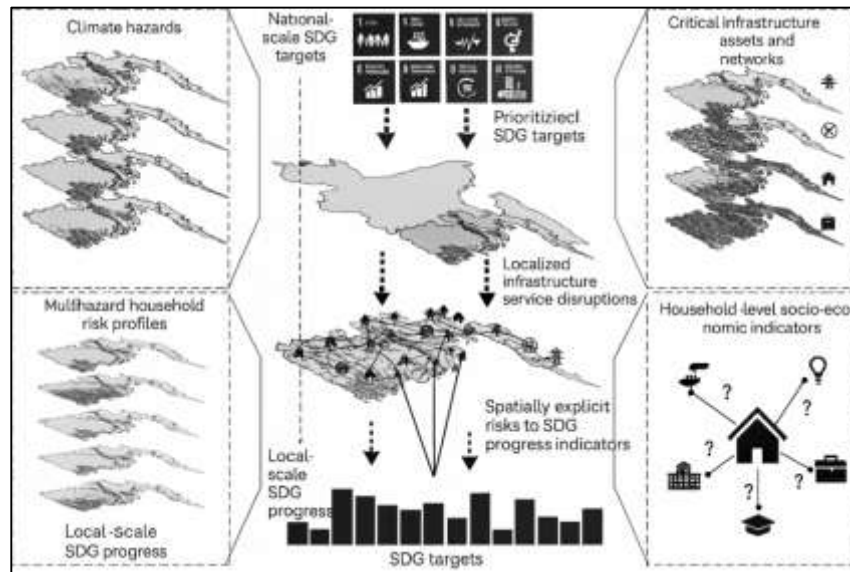 Climate hazards
National-
scale SDG
targets
Critical infrastructure
assets and
networks
Prioritiziecl
SDG targets
Localized
infrastructure
service disruptions
Multhazard household
risk profiles
Household-level socio-eco
nomic indicators
Spatially explicit
risks to SDG
progress indicators
Local-
scale
SDG
progress
Local-scale
SDG progress
SDG targets
?
?
?
?
?